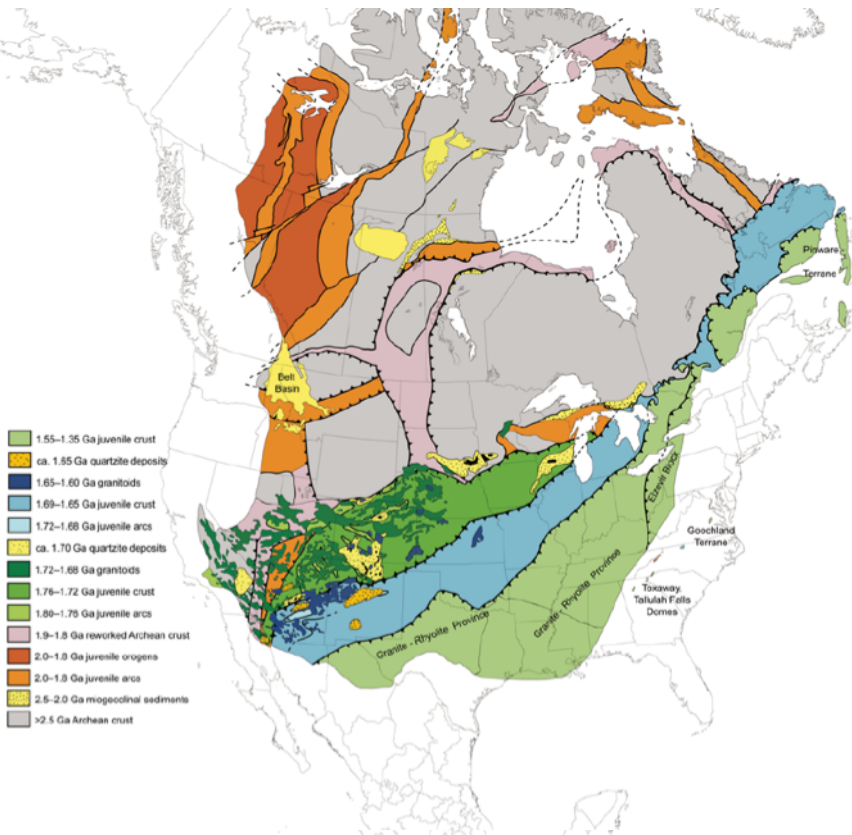 Pinware
Terrane
Belt
Basin
1.55–1.35 Ga juvenile crust
ca. 1.65 Ga quartzite deposits
1.65–1.60 Ga granitoids
1.69–1.65 Ga juvenile crust
1.72–1.68 Ga juvenile arcs
ca. 1.70 Ga quartzite deposits
1.72–1.68 Ga granitoids
1.76–1.72 Ga juvenile crust
1.80–1.76 Ga juvenile arcs
1.9–1.8 Ga reworked Archean crust
2.0–1.8 Ga juvenile orogens
2.0–1.8 Ga juvenile arcs
2.5–2.0 Ga miogeoclinal sediments
>2.5 Ga Archean crust
Elzevir Block
Goochland
Terrane
Granite - Rhyolite Province
Toxaway,
Tallulah Falls
Domes
Granite - Rhyolite Province